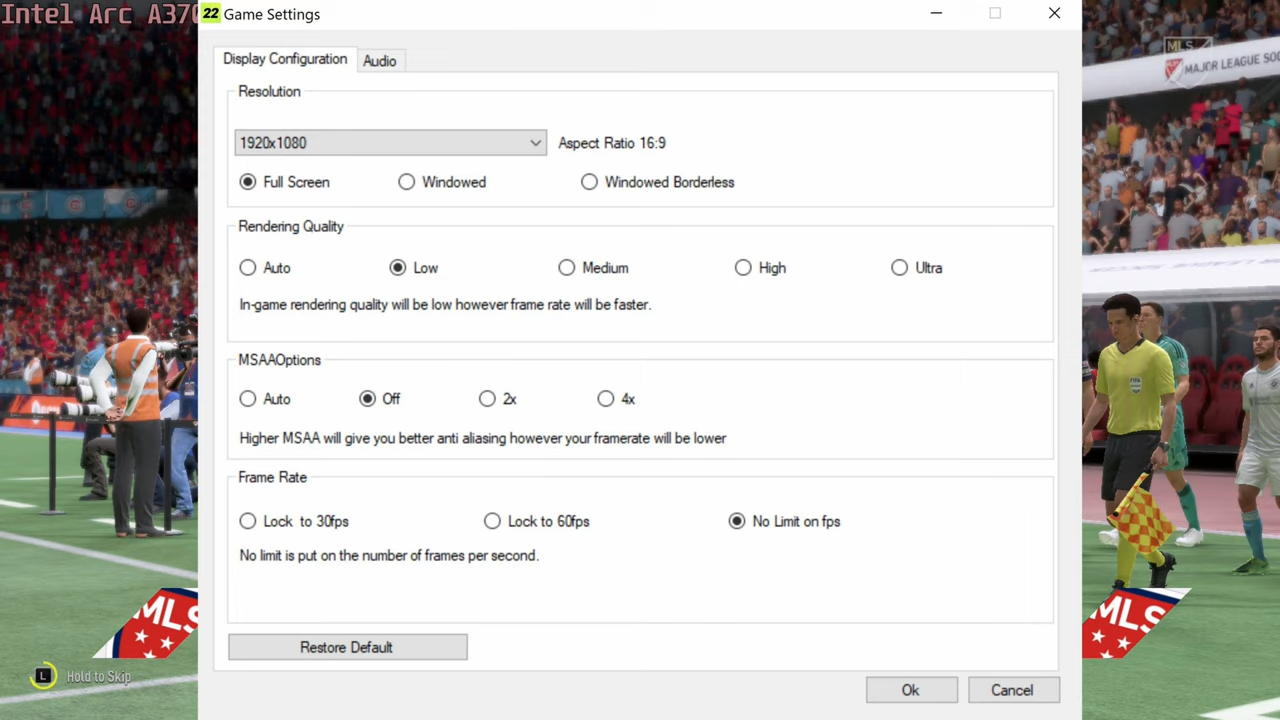 Intel Arc A370
22 Game Settings
Display Configuration
Audio
Resolution
1920x1080
Aspect Ratio 16:9
Full Screen
Windowed
Windowed Borderless
Rendering Quality
Auto
Low
Medium
High
Ultra
In-game rendering quality will be low however frame rate will be faster.
MSAAOptions
Auto
Off
2x
4x
Higher MSAA will give you better anti aliasing however your framerate will be lower
Frame Rate
Lock to 30fps
Lock to 60fps
No Limit on fps
No limit is put on the number of frames per second.
Restore Default
Ok
Cancel
L Hold to Skip
MLS
MLS
MAJOR LEAGUE SOC
MLS
FIFA